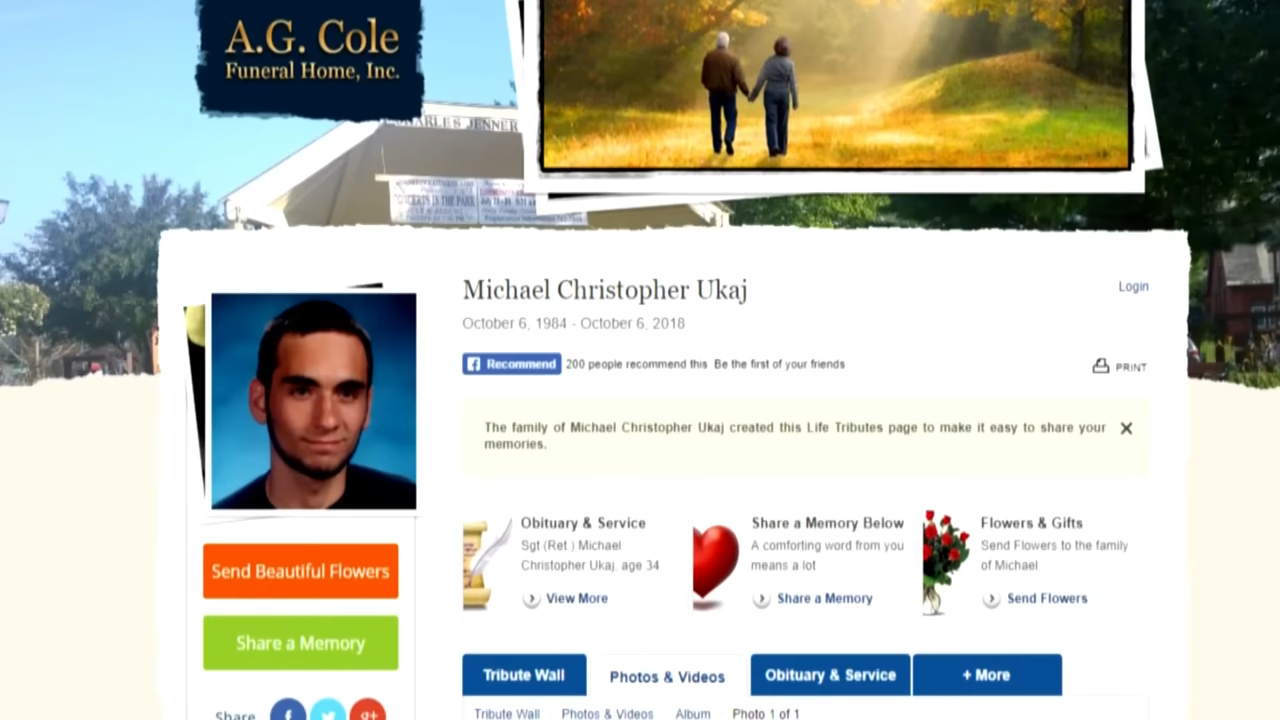 A.G. Cole
Funeral Home, Inc.
CONCERTS IN THE PARK
Michael Christopher Ukaj
Login
October 6, 1984 - October 6, 2018
f Recommend 200 people recommend this Be the first of your friends
PRINT
The family of Michael Christopher Ukaj created this Life Tributes page to make it easy to share your
memories.
Obituary & Service
Sgt (Ret.) Michael
Christopher Ukaj, age 34
View More
Share a Memory Below
A comforting word from you
means a lot
Share a Memory
Flowers & Gifts
Send Flowers to the family
of Michael
Send Flowers
Send Beautiful Flowers
Share a Memory
Share f g+
Tribute Wall Photos & Videos Obituary & Service + More
Tribute Wall Photos & Videos Album Photo 1 of 1